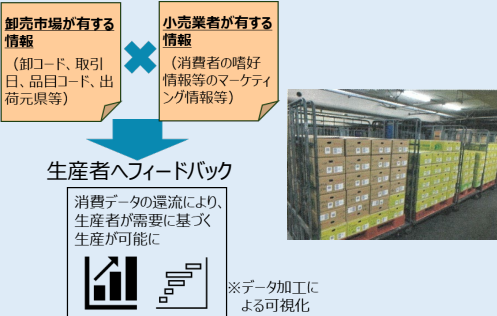 卸売市場が有する
情報
（卸コード、取引
日、品目コード、出
荷元県等）
小売業者が有する
情報
（消費者の嗜好
情報等のマーケティ
ング情報等）
生産者へフィードバック
消費データの還流により、
生産者が需要に基づく
生産が可能に
※データ加工に
よる可視化